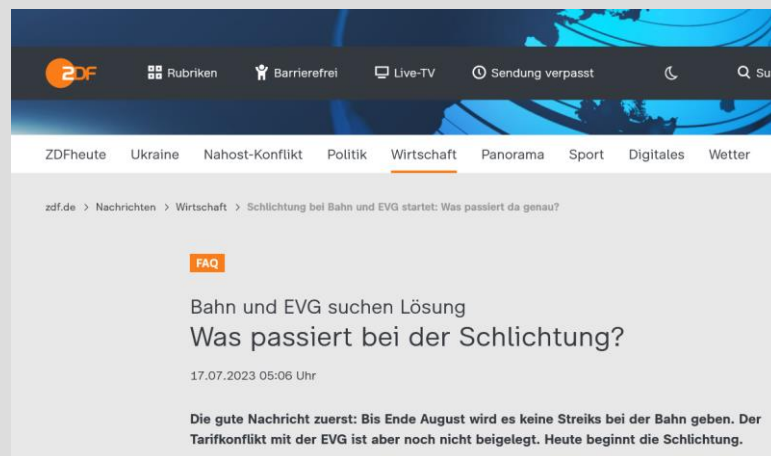 ZDF Rubriken Barrierefrei Live-TV Sendung verpasst Su
ZDFheute Ukraine Nahost-Konflikt Politik Wirtschaft Panorama Sport Digitales Wetter
zdf.de > Nachrichten > Wirtschaft > Schlichtung bei Bahn und EVG startet: Was passiert da genau?
FAQ
Bahn und EVG suchen Lösung
Was passiert bei der Schlichtung?
17.07.2023 05:06 Uhr
Die gute Nachricht zuerst: Bis Ende August wird es keine Streiks bei der Bahn geben. Der
Tarifkonflikt mit der EVG ist aber noch nicht beigelegt. Heute beginnt die Schlichtung.